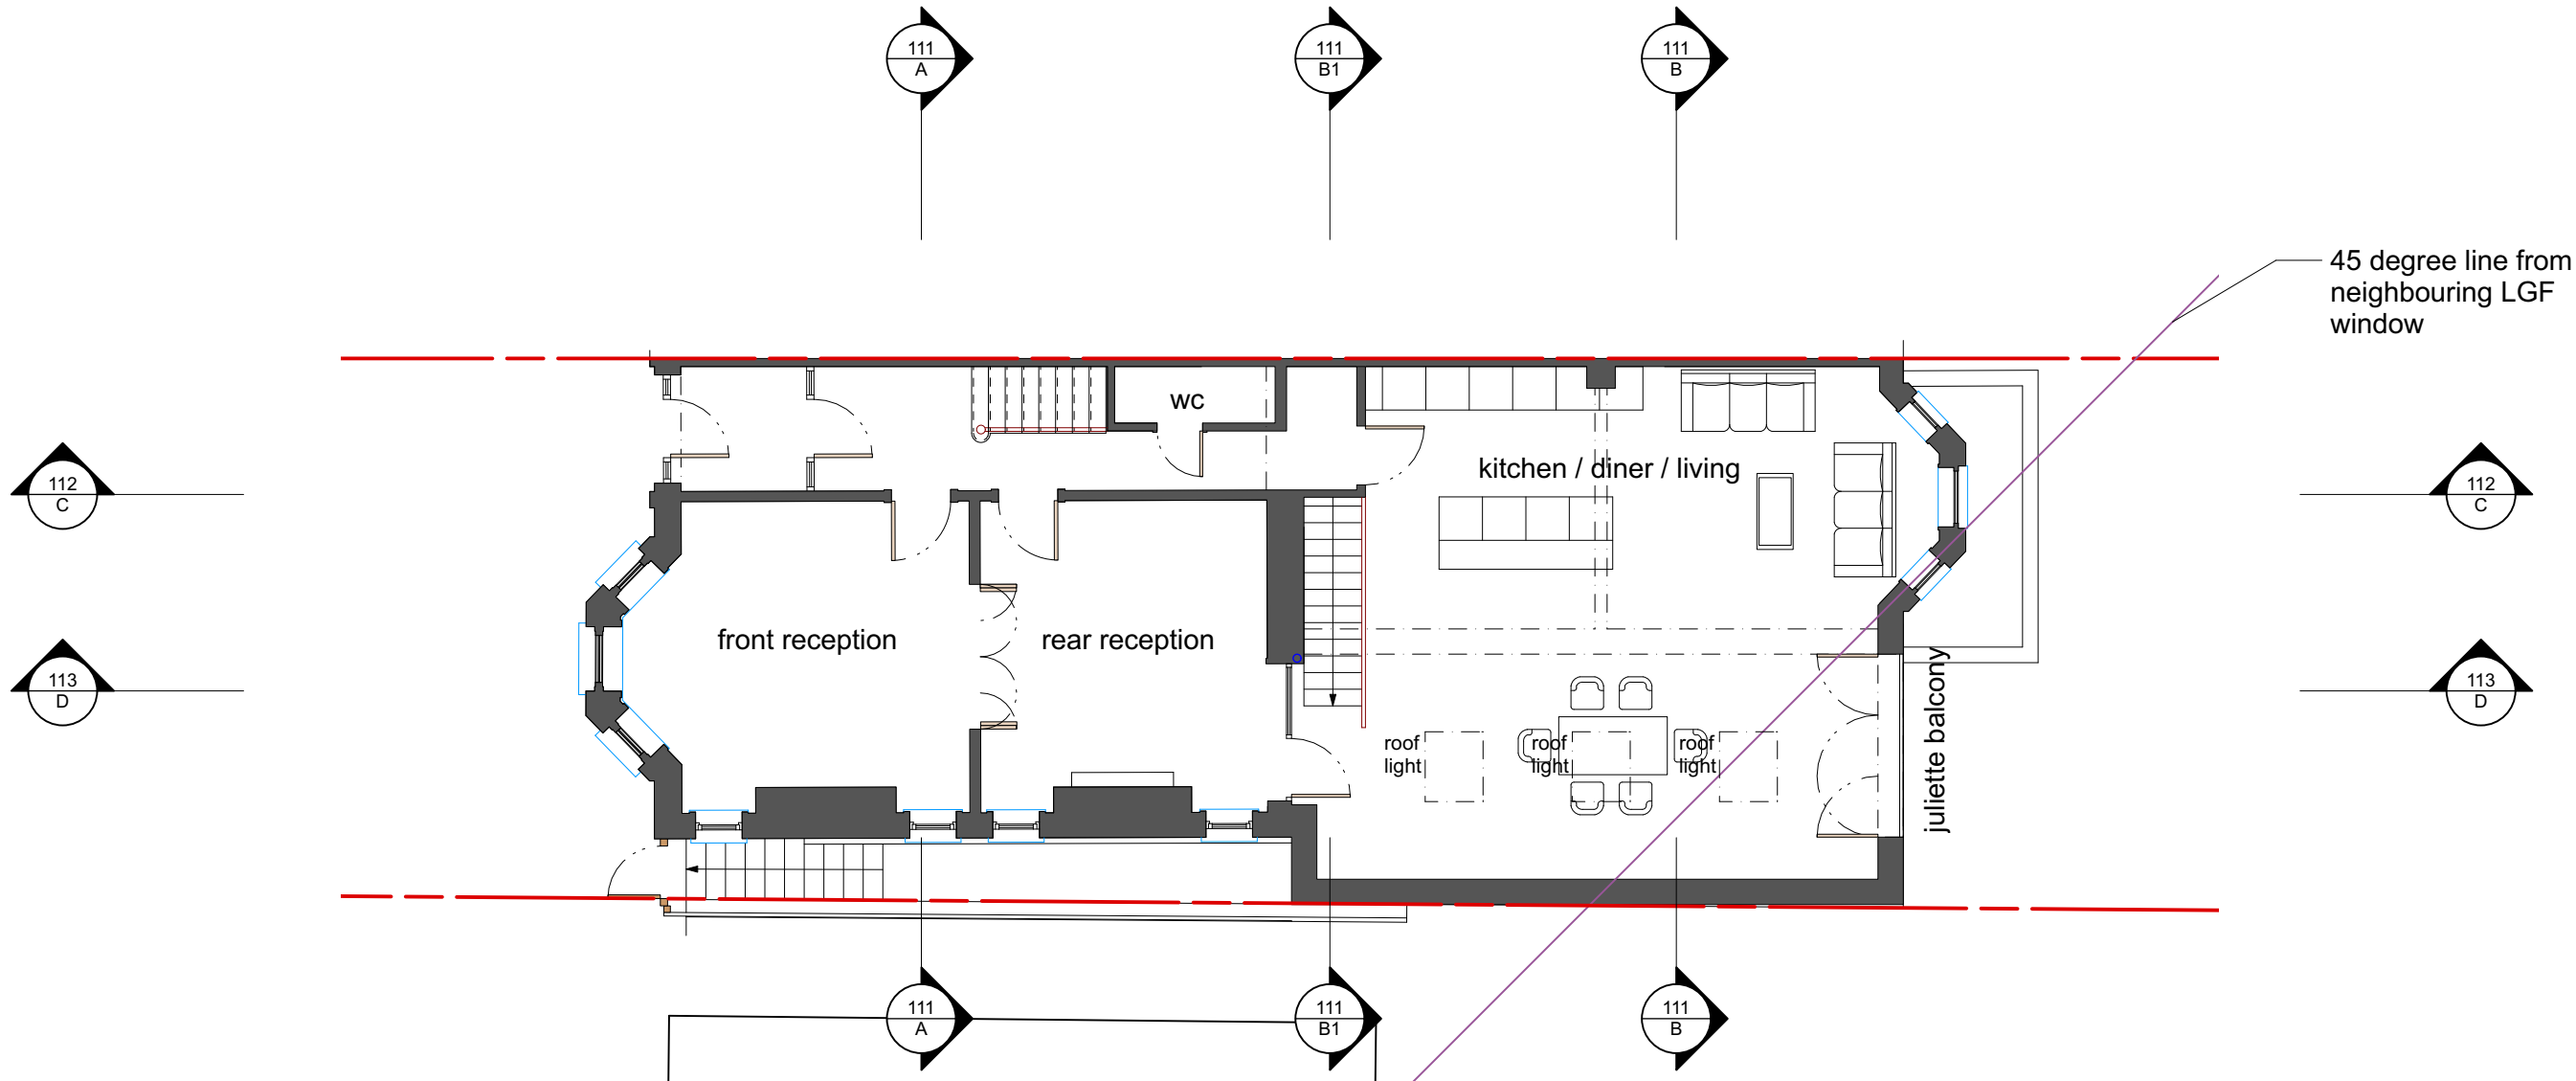 111
A
111
B1
111
B
45 degree line from
neighbouring LGF
window
wc
kitchen / diner / living
112
C
112
C
front reception
rear reception
113
D
113
D
juliette balcony
roof
light
roof
light
roof
light
111
A
111
B1
111
B